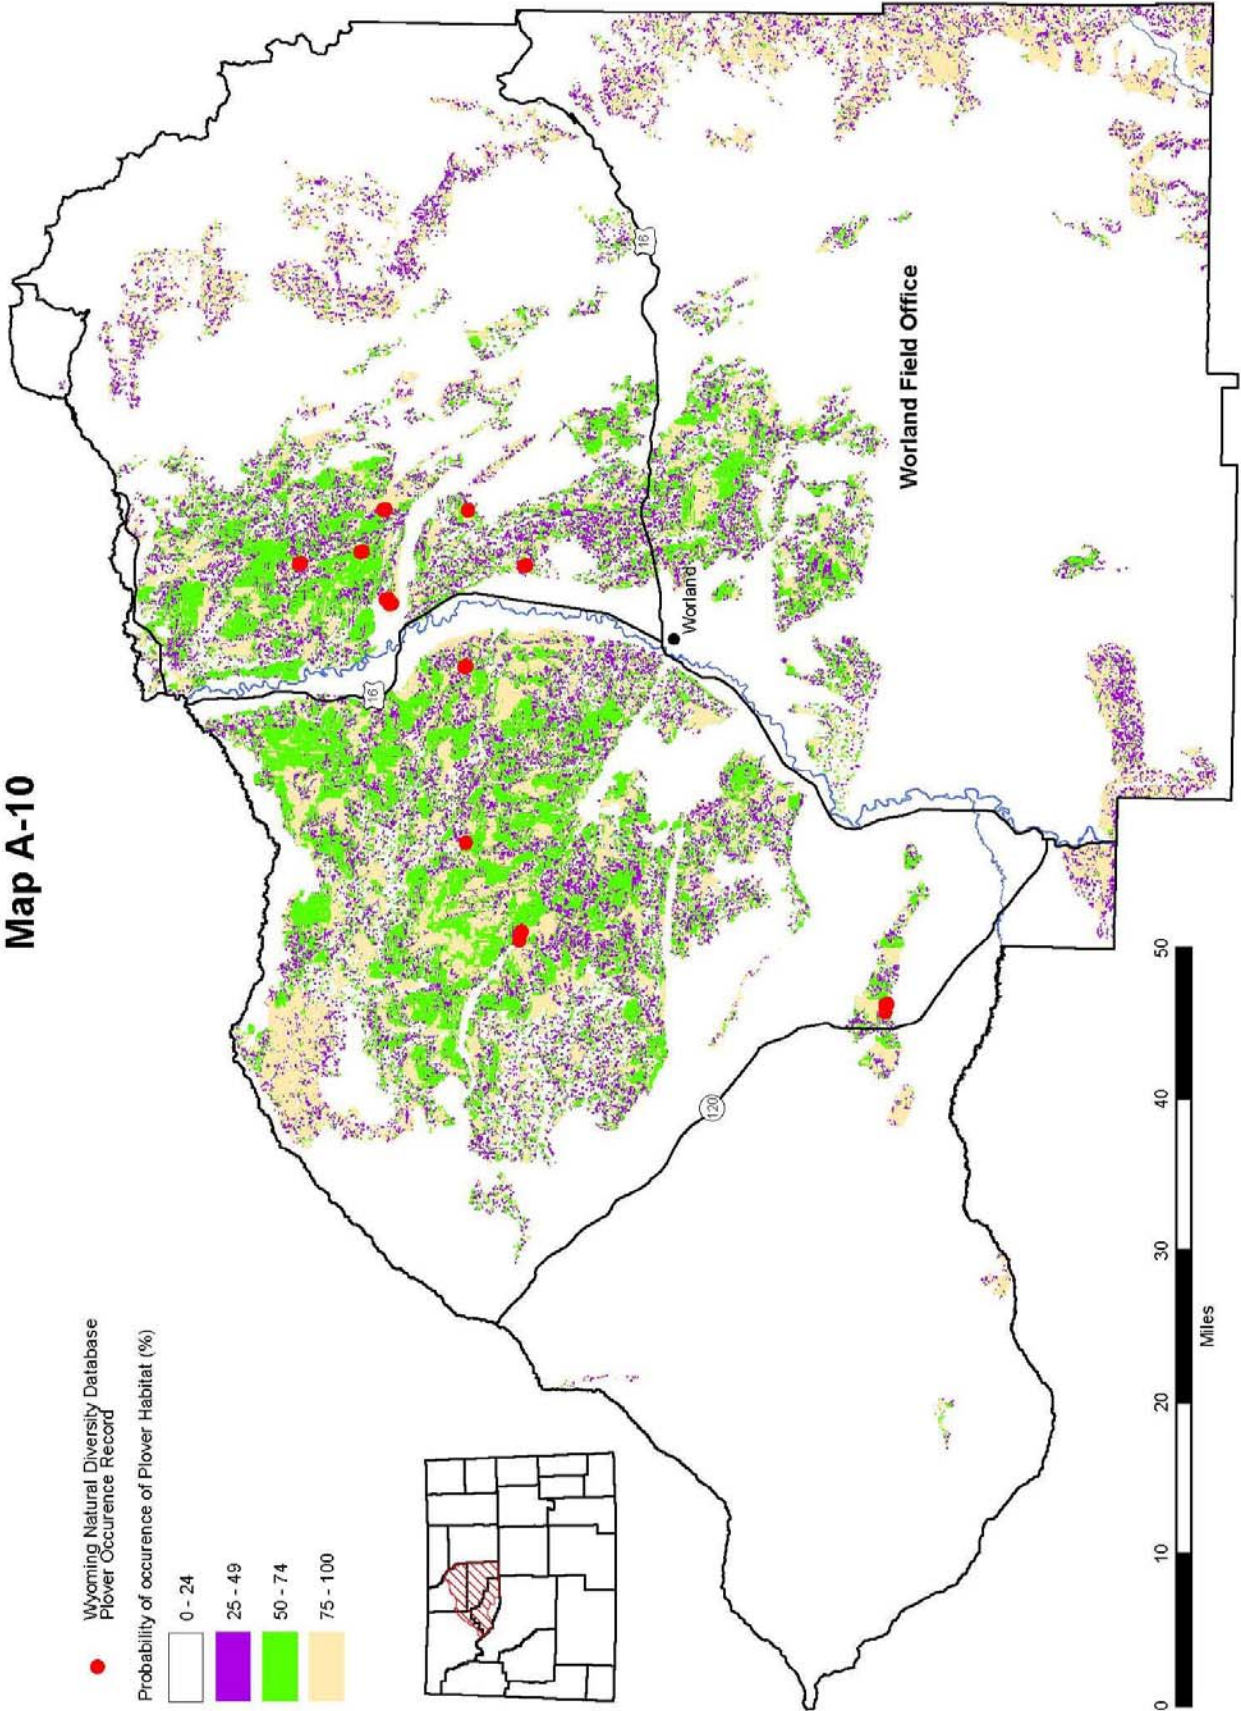 Map A-10
Wyoming Natural Diversity Database
Plover Occurence Record
Probability of occurence of Plover Habitat (%)
0 - 24
25 - 49
50 - 74
75 - 100
16
16
Worland
Worland Field Office
120
0
10
20
30
40
50
Miles